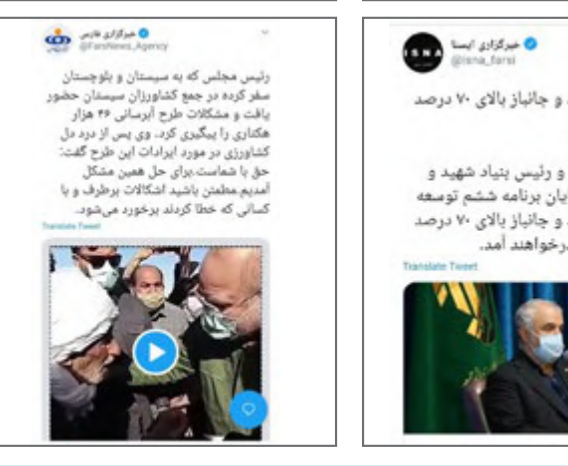 خبرگزاری فارس
@FarsNews_Agency
رئیس مجلس که به سیستان و بلوچستان
سفر کرده در جمع کشاورزان سیستان حضور
یافت و مشکلات طرح آبرسانی ۴۶ هزار
هکتاری را پیگیری کرد. وی پس از درد دل
کشاورزی در مورد ایرادات این طرح گفت:
حق با شماست.برای حل همین مشکل
آمدیم.مطمئن باشید اشکالات برطرف و با
کسانی که خطا کردند برخورد می‌شود.
Translate Tweet
ISNA
خبرگزاری ایسنا
@isna_farsi
و جانباز بالای ۷۰ درصد
و رئیس بنیاد شهید و
پایان برنامه ششم توسعه
و جانباز بالای ۷۰ درصد
درخواهند آمد.
Translate Tweet